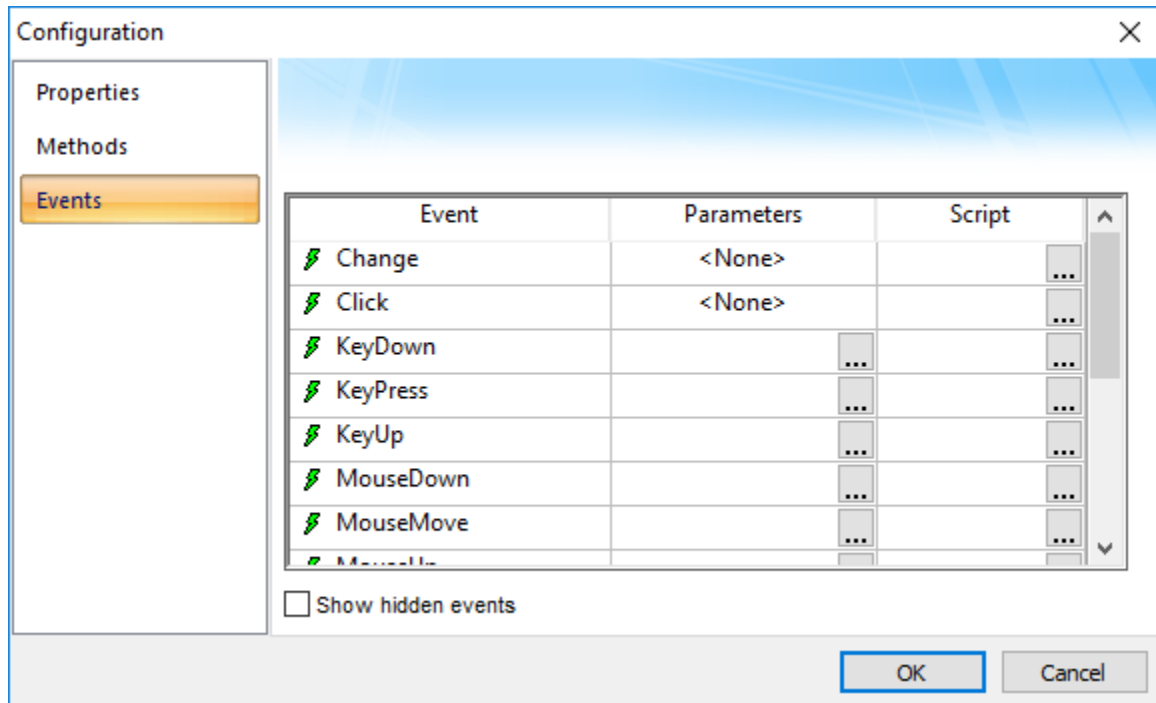 Configuration
Properties
Methods
Events
Event Parameters Script
Change <None> ...
Click <None> ...
KeyDown ... ...
KeyPress ... ...
KeyUp ... ...
MouseDown ... ...
MouseMove ... ...
MouseUp
Show hidden events
OK Cancel